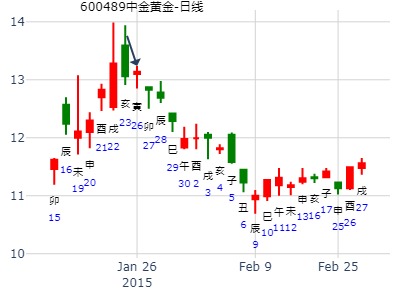 600489中金黄金-日线
14
13
12
11
10
卯
15
辰
16
未
19
申
20
酉
21
戌
22
亥
23
寅
26
卯
27
辰
28
巳
29
午
30
酉
2
戌
3
亥
4
子
5
丑
6
辰
9
巳
10
午
11
未
12
申
13
亥
16
子
17
申
25
酉
26
戌
27
Jan 26
2015
Feb 9
Feb 25